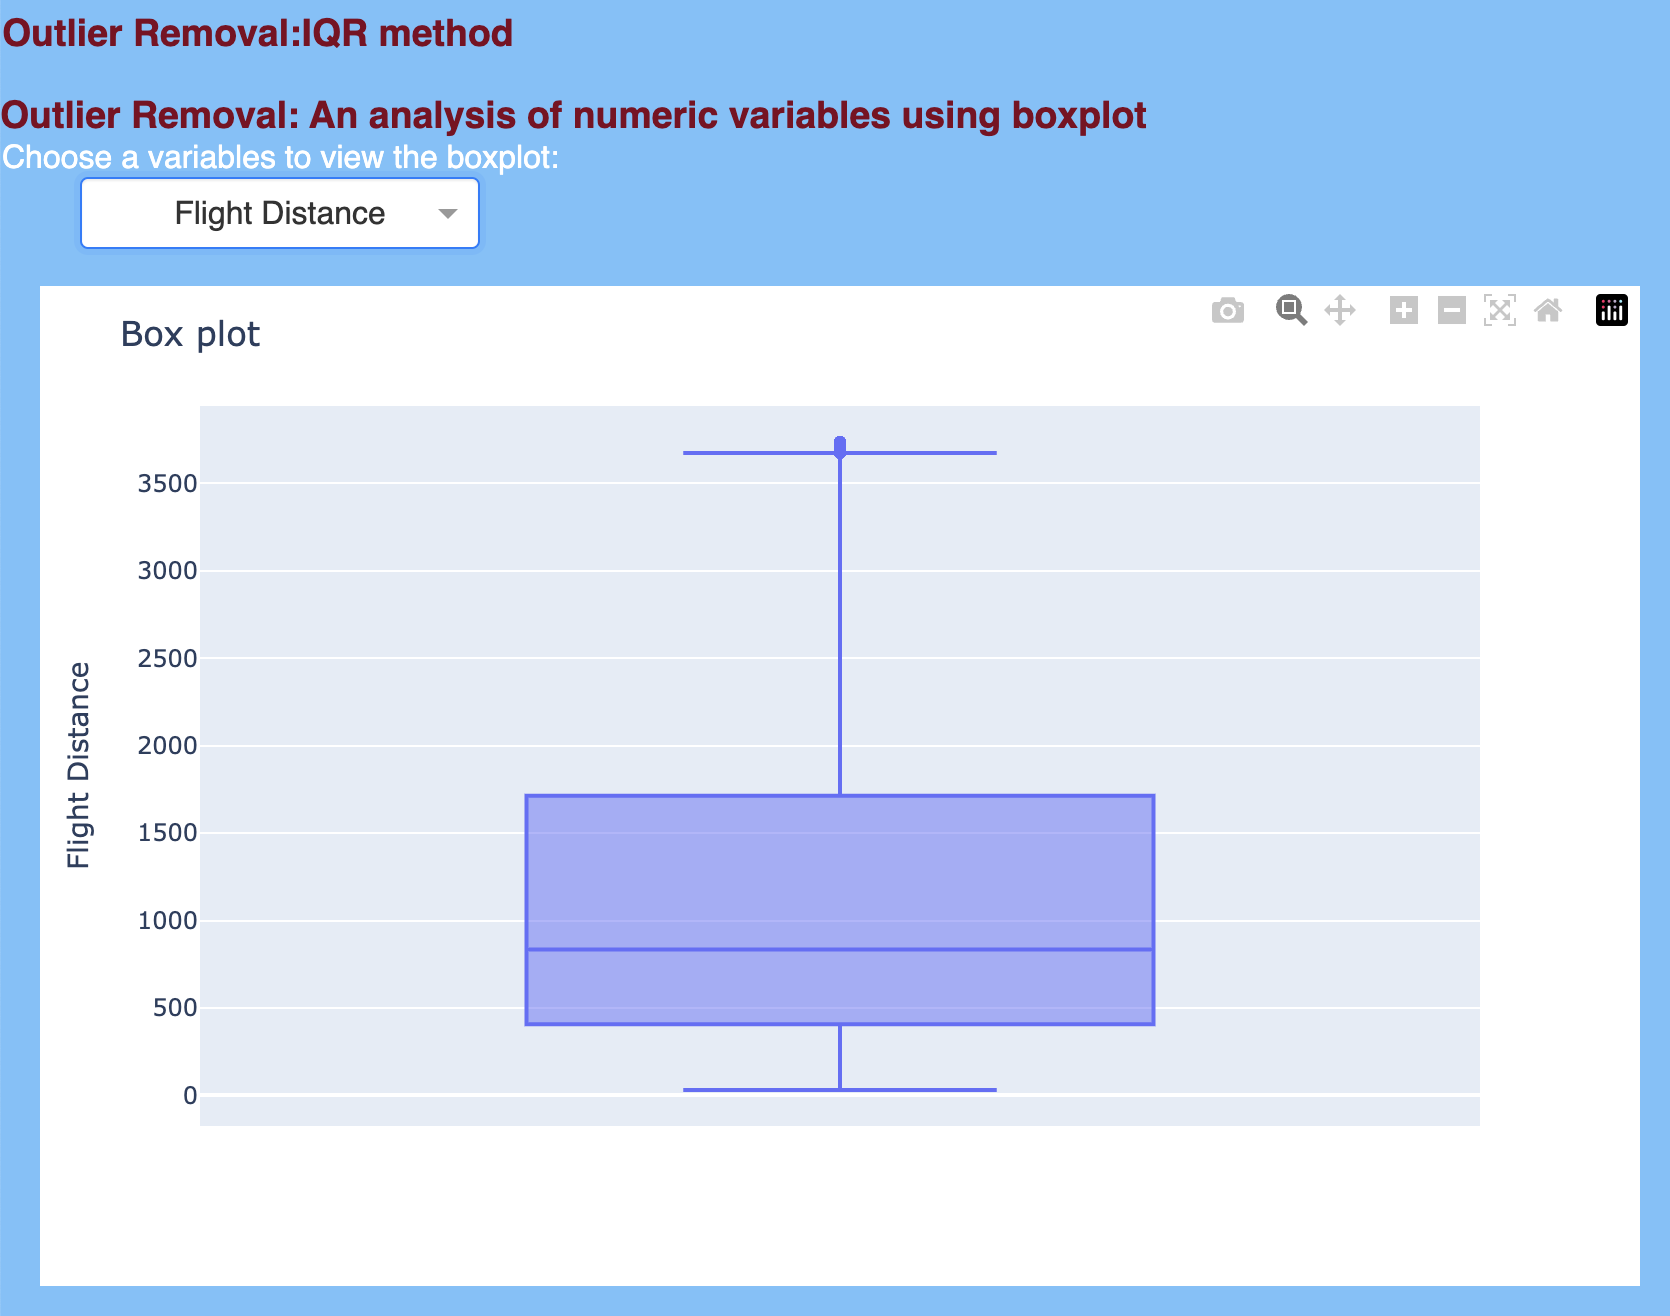 Outlier Removal:IQR method
Outlier Removal: An analysis of numeric variables using boxplot
Choose a variables to view the boxplot:
Flight Distance
Box plot
3500
3000
2500
2000
1500
1000
500
0
Flight Distance